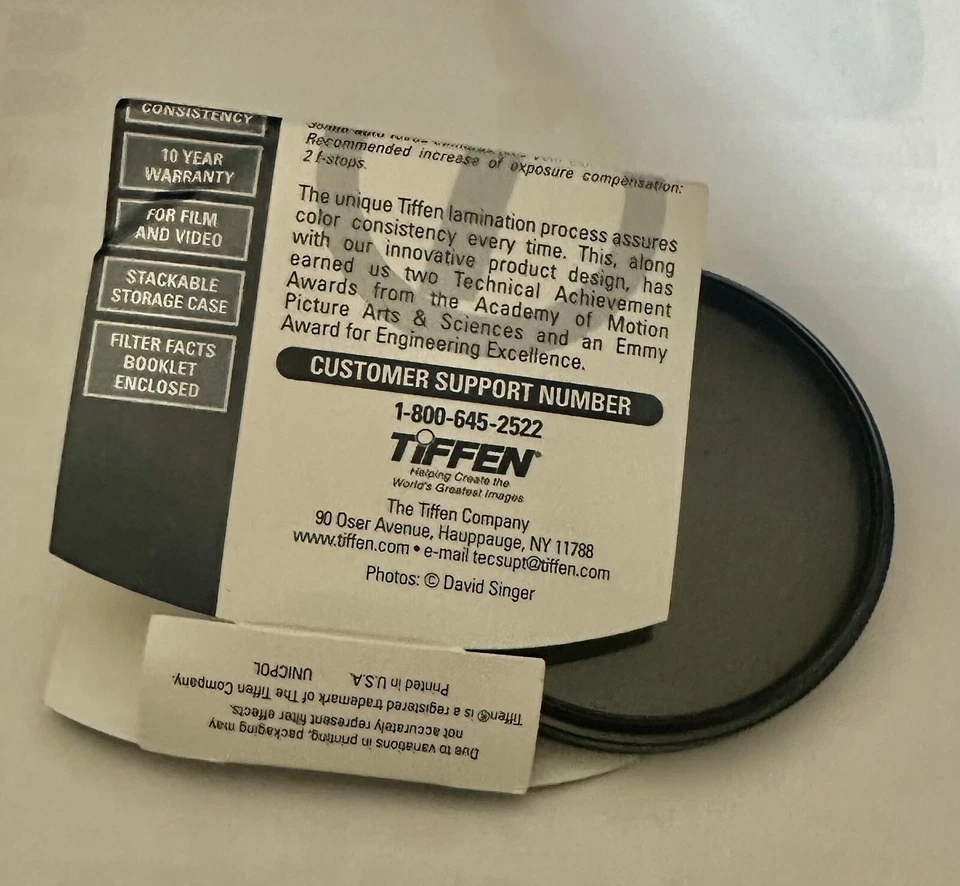 CONSISTENCY
10 YEAR
WARRANTY
FOR FILM
AND VIDEO
STACKABLE
STORAGE CASE
FILTER FACTS
BOOKLET
ENCLOSED
Recommended increase of exposure compensation:
2 f-stops.
The unique Tiffen lamination process assures
color consistency every time. This, along
with our innovative product design, has
earned us two Technical Achievement
Awards from the Academy of Motion
Picture Arts & Sciences and an Emmy
Award for Engineering Excellence.
CUSTOMER SUPPORT NUMBER
1-800-645-2522
TIFFEN®
Helping Create the
World's Greatest Images
The Tiffen Company
90 Oser Avenue, Hauppauge, NY 11788
www.tiffen.com • e-mail tecsupt@tiffen.com
Photos: © David Singer
Due to variations in printing, packaging may
not accurately represent filter effects.
Tiffen® is a registered trademark of The Tiffen Company.
Printed in U.S.A. UNICPOL